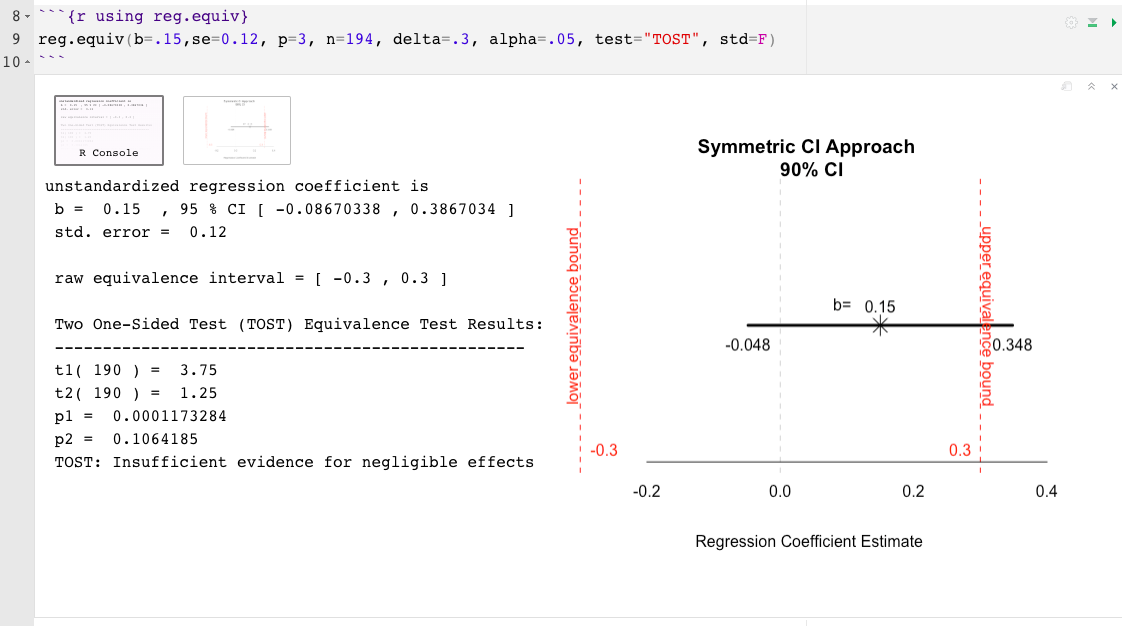 8 ```{r using reg.equiv}
9 reg.equiv(b=.15,se=0.12, p=3, n=194, delta=.3, alpha=.05, test="TOST", std=F)
10 ```
R Console
unstandardized regression coefficient is
b = 0.15 , 95 % CI [ -0.08670338 , 0.3867034 ]
std. error = 0.12
raw equivalence interval = [ -0.3 , 0.3 ]
Two One-Sided Test (TOST) Equivalence Test Results:
-------------------------------------------------
t1( 190 ) = 3.75
t2( 190 ) = 1.25
p1 = 0.0001173284
p2 = 0.1064185
TOST: Insufficient evidence for negligible effects
Symmetric CI Approach
90% CI
lower equivalence bound
upper equivalence bound
b= 0.15
-0.048
0.348
-0.3
0.3
-0.2 0.0 0.2 0.4
Regression Coefficient Estimate